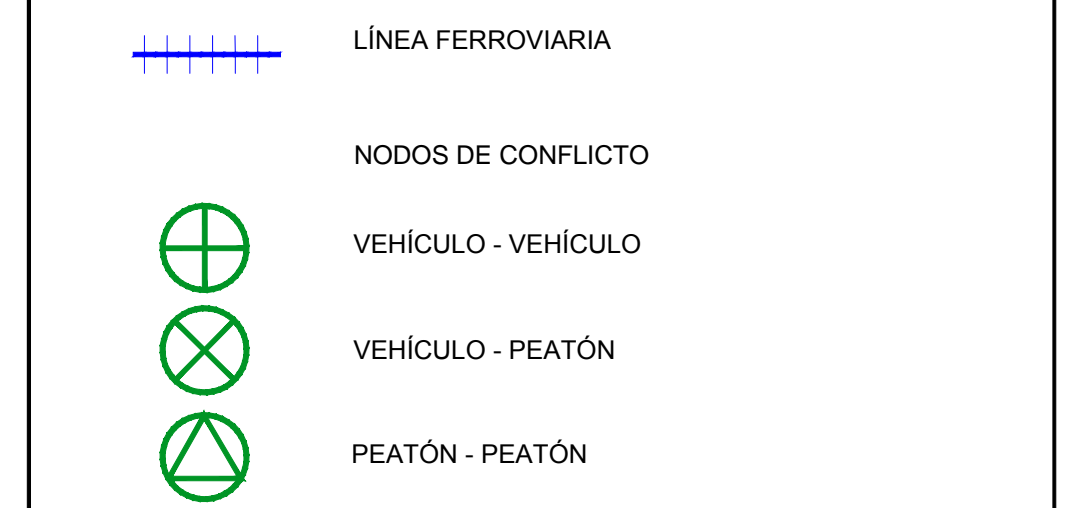 LÍNEA FERROVIARIA
NODOS DE CONFLICTO
VEHÍCULO - VEHÍCULO
VEHÍCULO - PEATÓN
PEATÓN - PEATÓN